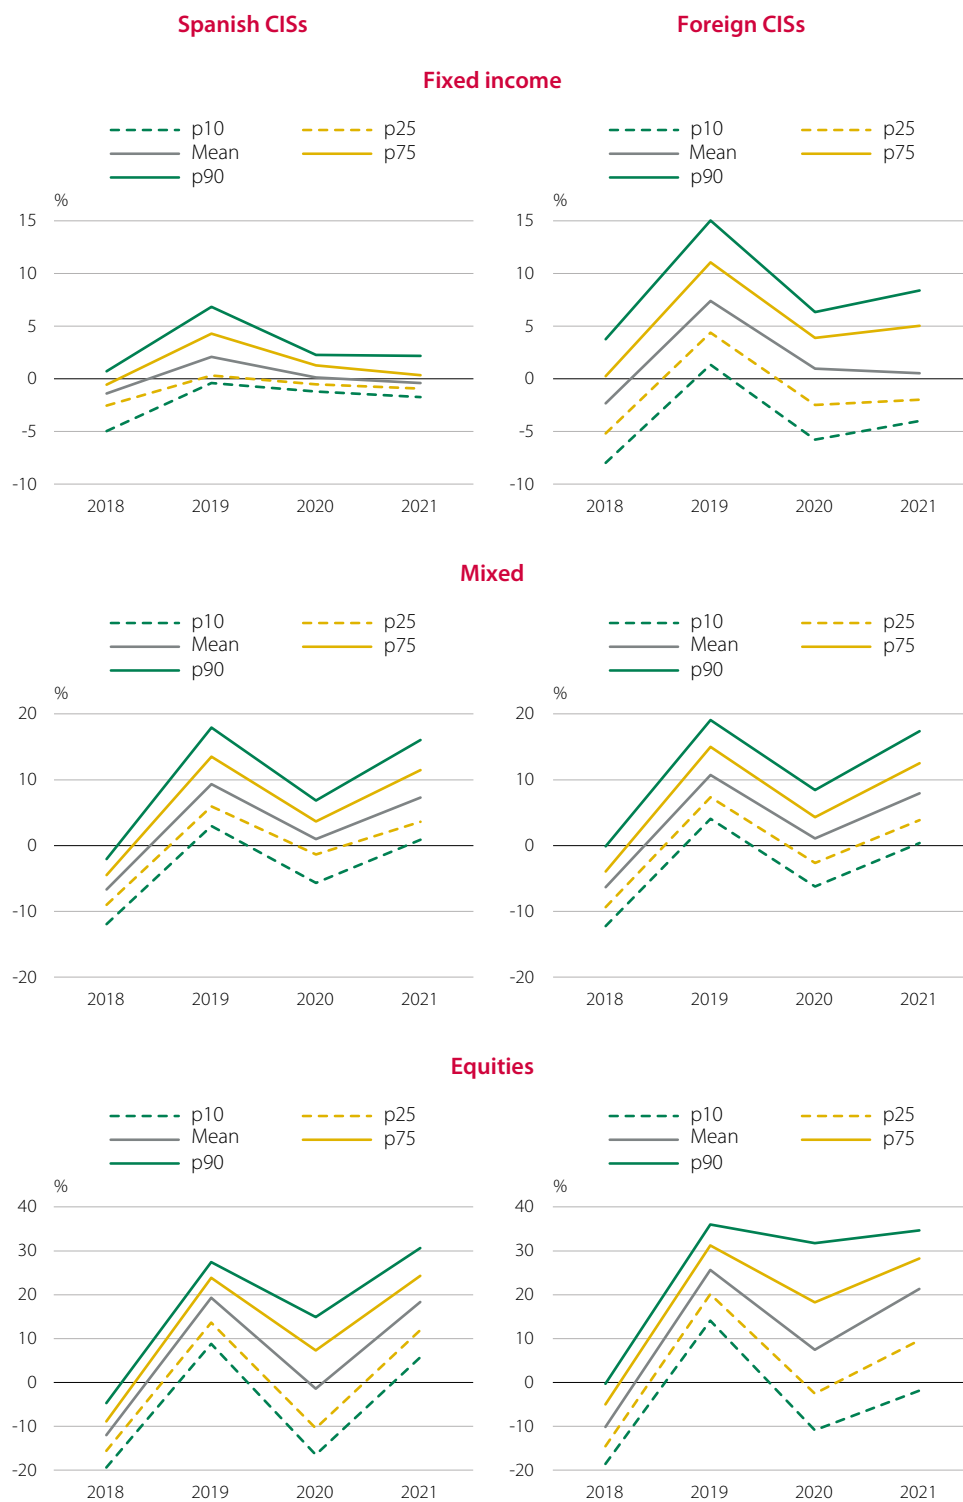 Spanish CISs
Foreign CISs
Fixed income
p10
p25
Mean
p75
p90
%
15
10
5
0
-5
-10
2018
2019
2020
2021
p10
p25
Mean
p75
p90
%
15
10
5
0
-5
-10
2018
2019
2020
2021
Mixed
p10
p25
Mean
p75
p90
%
20
10
0
-10
-20
2018
2019
2020
2021
p10
p25
Mean
p75
p90
%
20
10
0
-10
-20
2018
2019
2020
2021
Equities
p10
p25
Mean
p75
p90
%
40
30
20
10
0
-10
-20
2018
2019
2020
2021
p10
p25
Mean
p75
p90
%
40
30
20
10
0
-10
-20
2018
2019
2020
2021